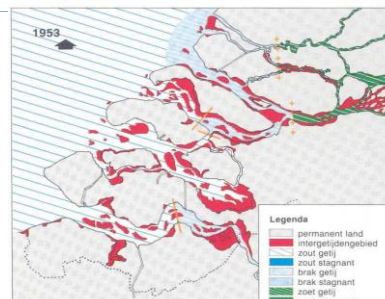 1953
Legenda
permanent land
intergetijdengebied
zout getij
zout stagnant
brak getij
brak stagnant
zoet getij